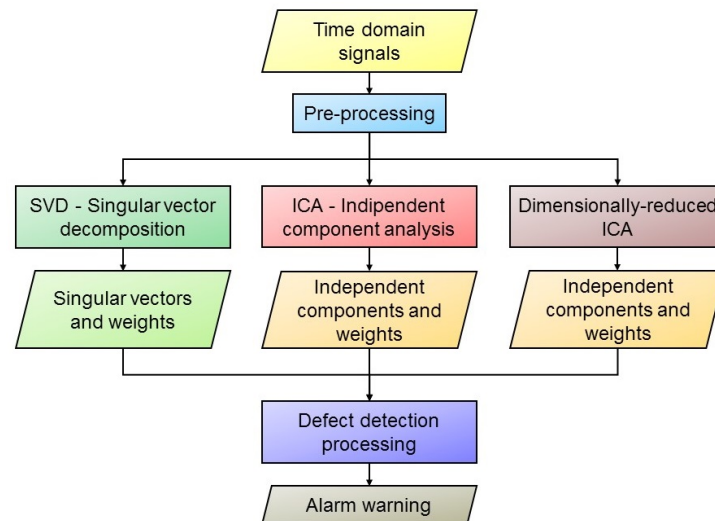 Time domain
signals
Pre-processing
SVD - Singular vector
decomposition
ICA - Indipendent
component analysis
Dimensionally-reduced
ICA
Singular vectors
and weights
Independent
components and
weights
Independent
components and
weights
Defect detection
processing
Alarm warning